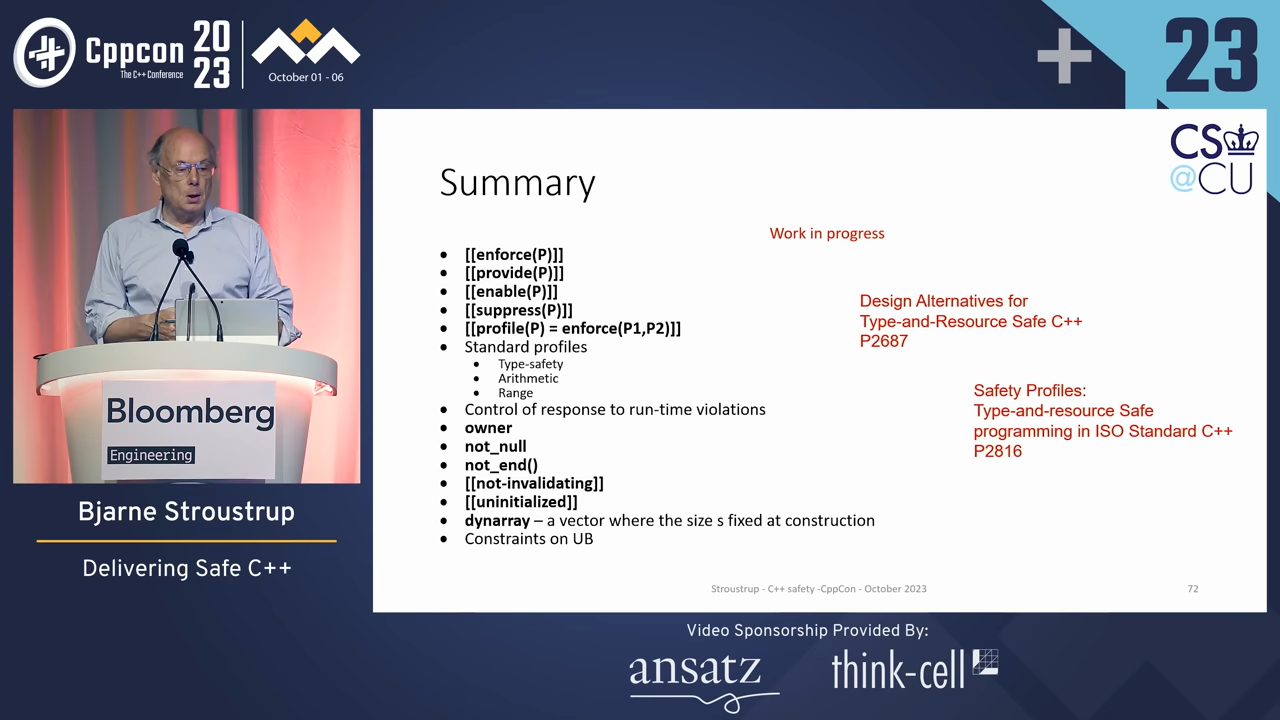 Cppcon
The C++ Conference
20
23
October 01 - 06
23
CS
@CU
Summary
Work in progress
• [[enforce(P)]]
• [[provide(P)]]
• [[enable(P)]]
• [[suppress(P)]]
• [[profile(P) = enforce(P1,P2)]]
• Standard profiles
• Type-safety
• Arithmetic
• Range
• Control of response to run-time violations
• owner
• not_null
• not_end()
• [[not-invalidating]]
• [[uninitialized]]
• dynarray – a vector where the size s fixed at construction
• Constraints on UB
Design Alternatives for
Type-and-Resource Safe C++
P2687
Safety Profiles:
Type-and-resource Safe
programming in ISO Standard C++
P2816
Stroustrup - C++ safety -CppCon - October 2023
72
Bloomberg
Engineering
Bjarne Stroustrup
Delivering Safe C++
Video Sponsorship Provided By:
ansatz
think-cell